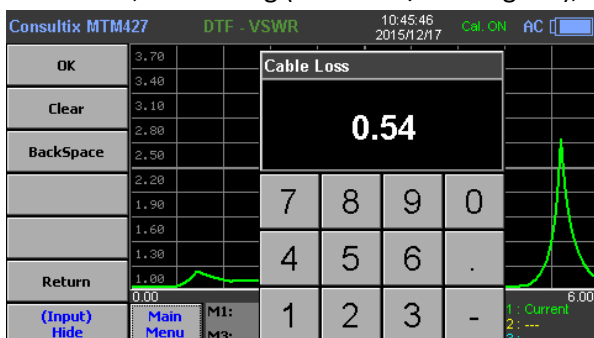 Consultix MTM427 DTF - VSWR 10:45:46 2015/12/17 Cal. ON AC
OK
Clear
BackSpace
Return
(Input)
Hide
3.70
3.40
3.10
2.80
2.50
2.20
1.90
1.60
1.30
1.00
0.00
6.00
Cable Loss
0.54
7 8 9 0
4 5 6 .
1 2 3 -
Main
Menu
M1:
M3:
1 : Current
2 : ---